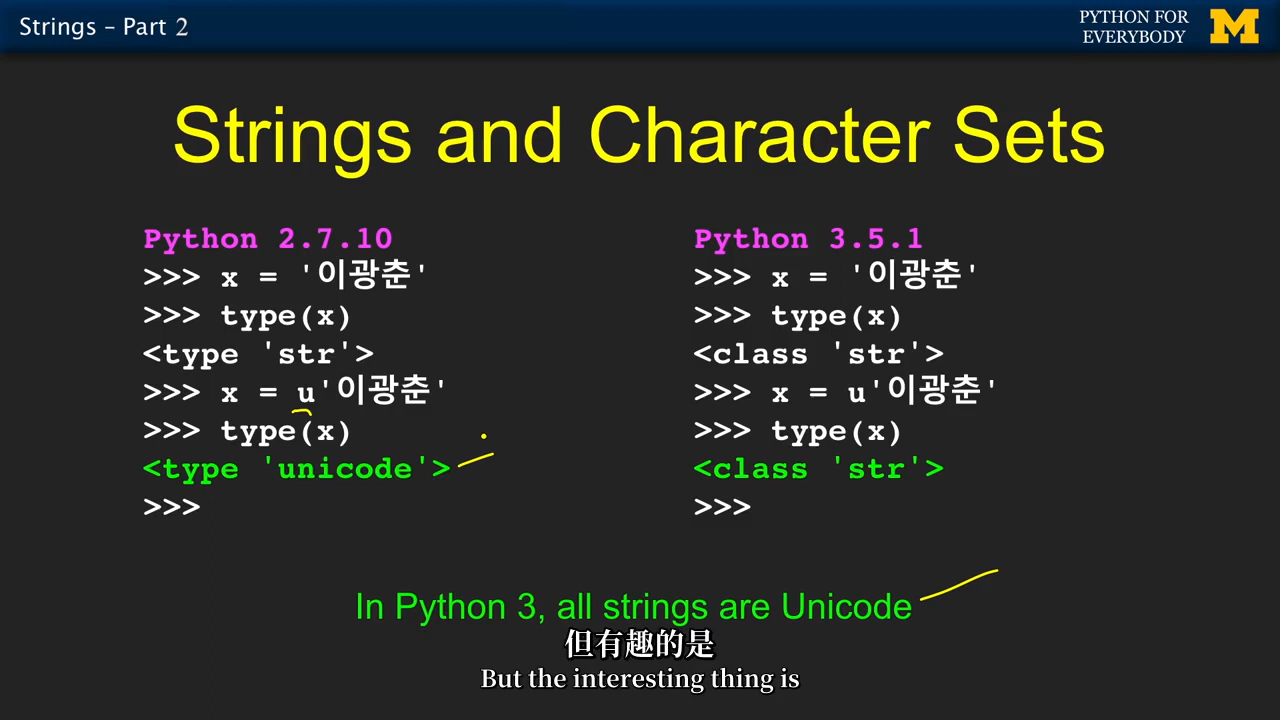 Strings – Part 2
PYTHON FOR
EVERYBODY
M
Strings and Character Sets
Python 2.7.10
>>> x = '이광춘'
>>> type(x)
<type 'str'>
>>> x = u'이광춘'
>>> type(x)
<type 'unicode'>
>>>
Python 3.5.1
>>> x = '이광춘'
>>> type(x)
<class 'str'>
>>> x = u'이광춘'
>>> type(x)
<class 'str'>
>>>
In Python 3, all strings are Unicode
但有趣的是
But the interesting thing is